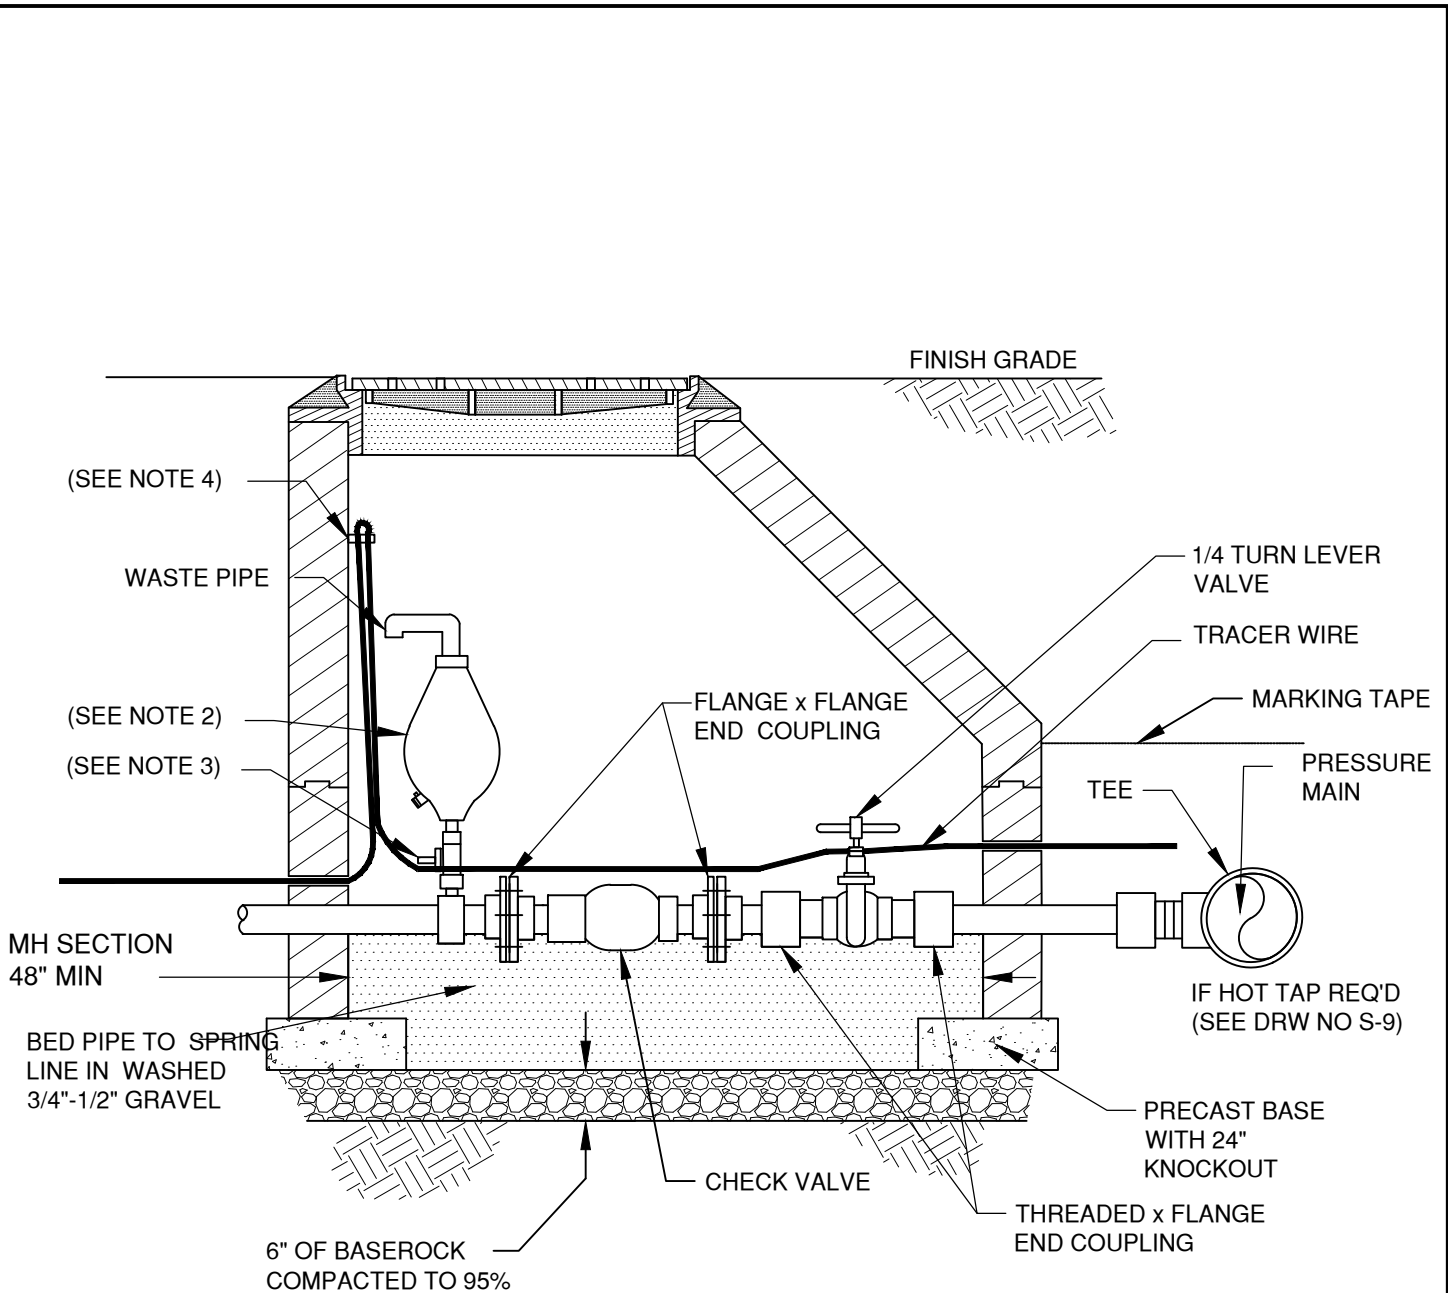 FINISH GRADE
(SEE NOTE 4)
WASTE PIPE
1/4 TURN LEVER
VALVE
TRACER WIRE
(SEE NOTE 2)
FLANGE x FLANGE
END COUPLING
MARKING TAPE
(SEE NOTE 3)
PRESSURE
MAIN
TEE
MH SECTION
48" MIN
IF HOT TAP REQ'D
(SEE DRW NO S-9)
BED PIPE TO SPRING
LINE IN WASHED
3/4"-1/2" GRAVEL
PRECAST BASE
WITH 24"
KNOCKOUT
CHECK VALVE
THREADED x FLANGE
END COUPLING
6" OF BASEROCK
COMPACTED TO 95%